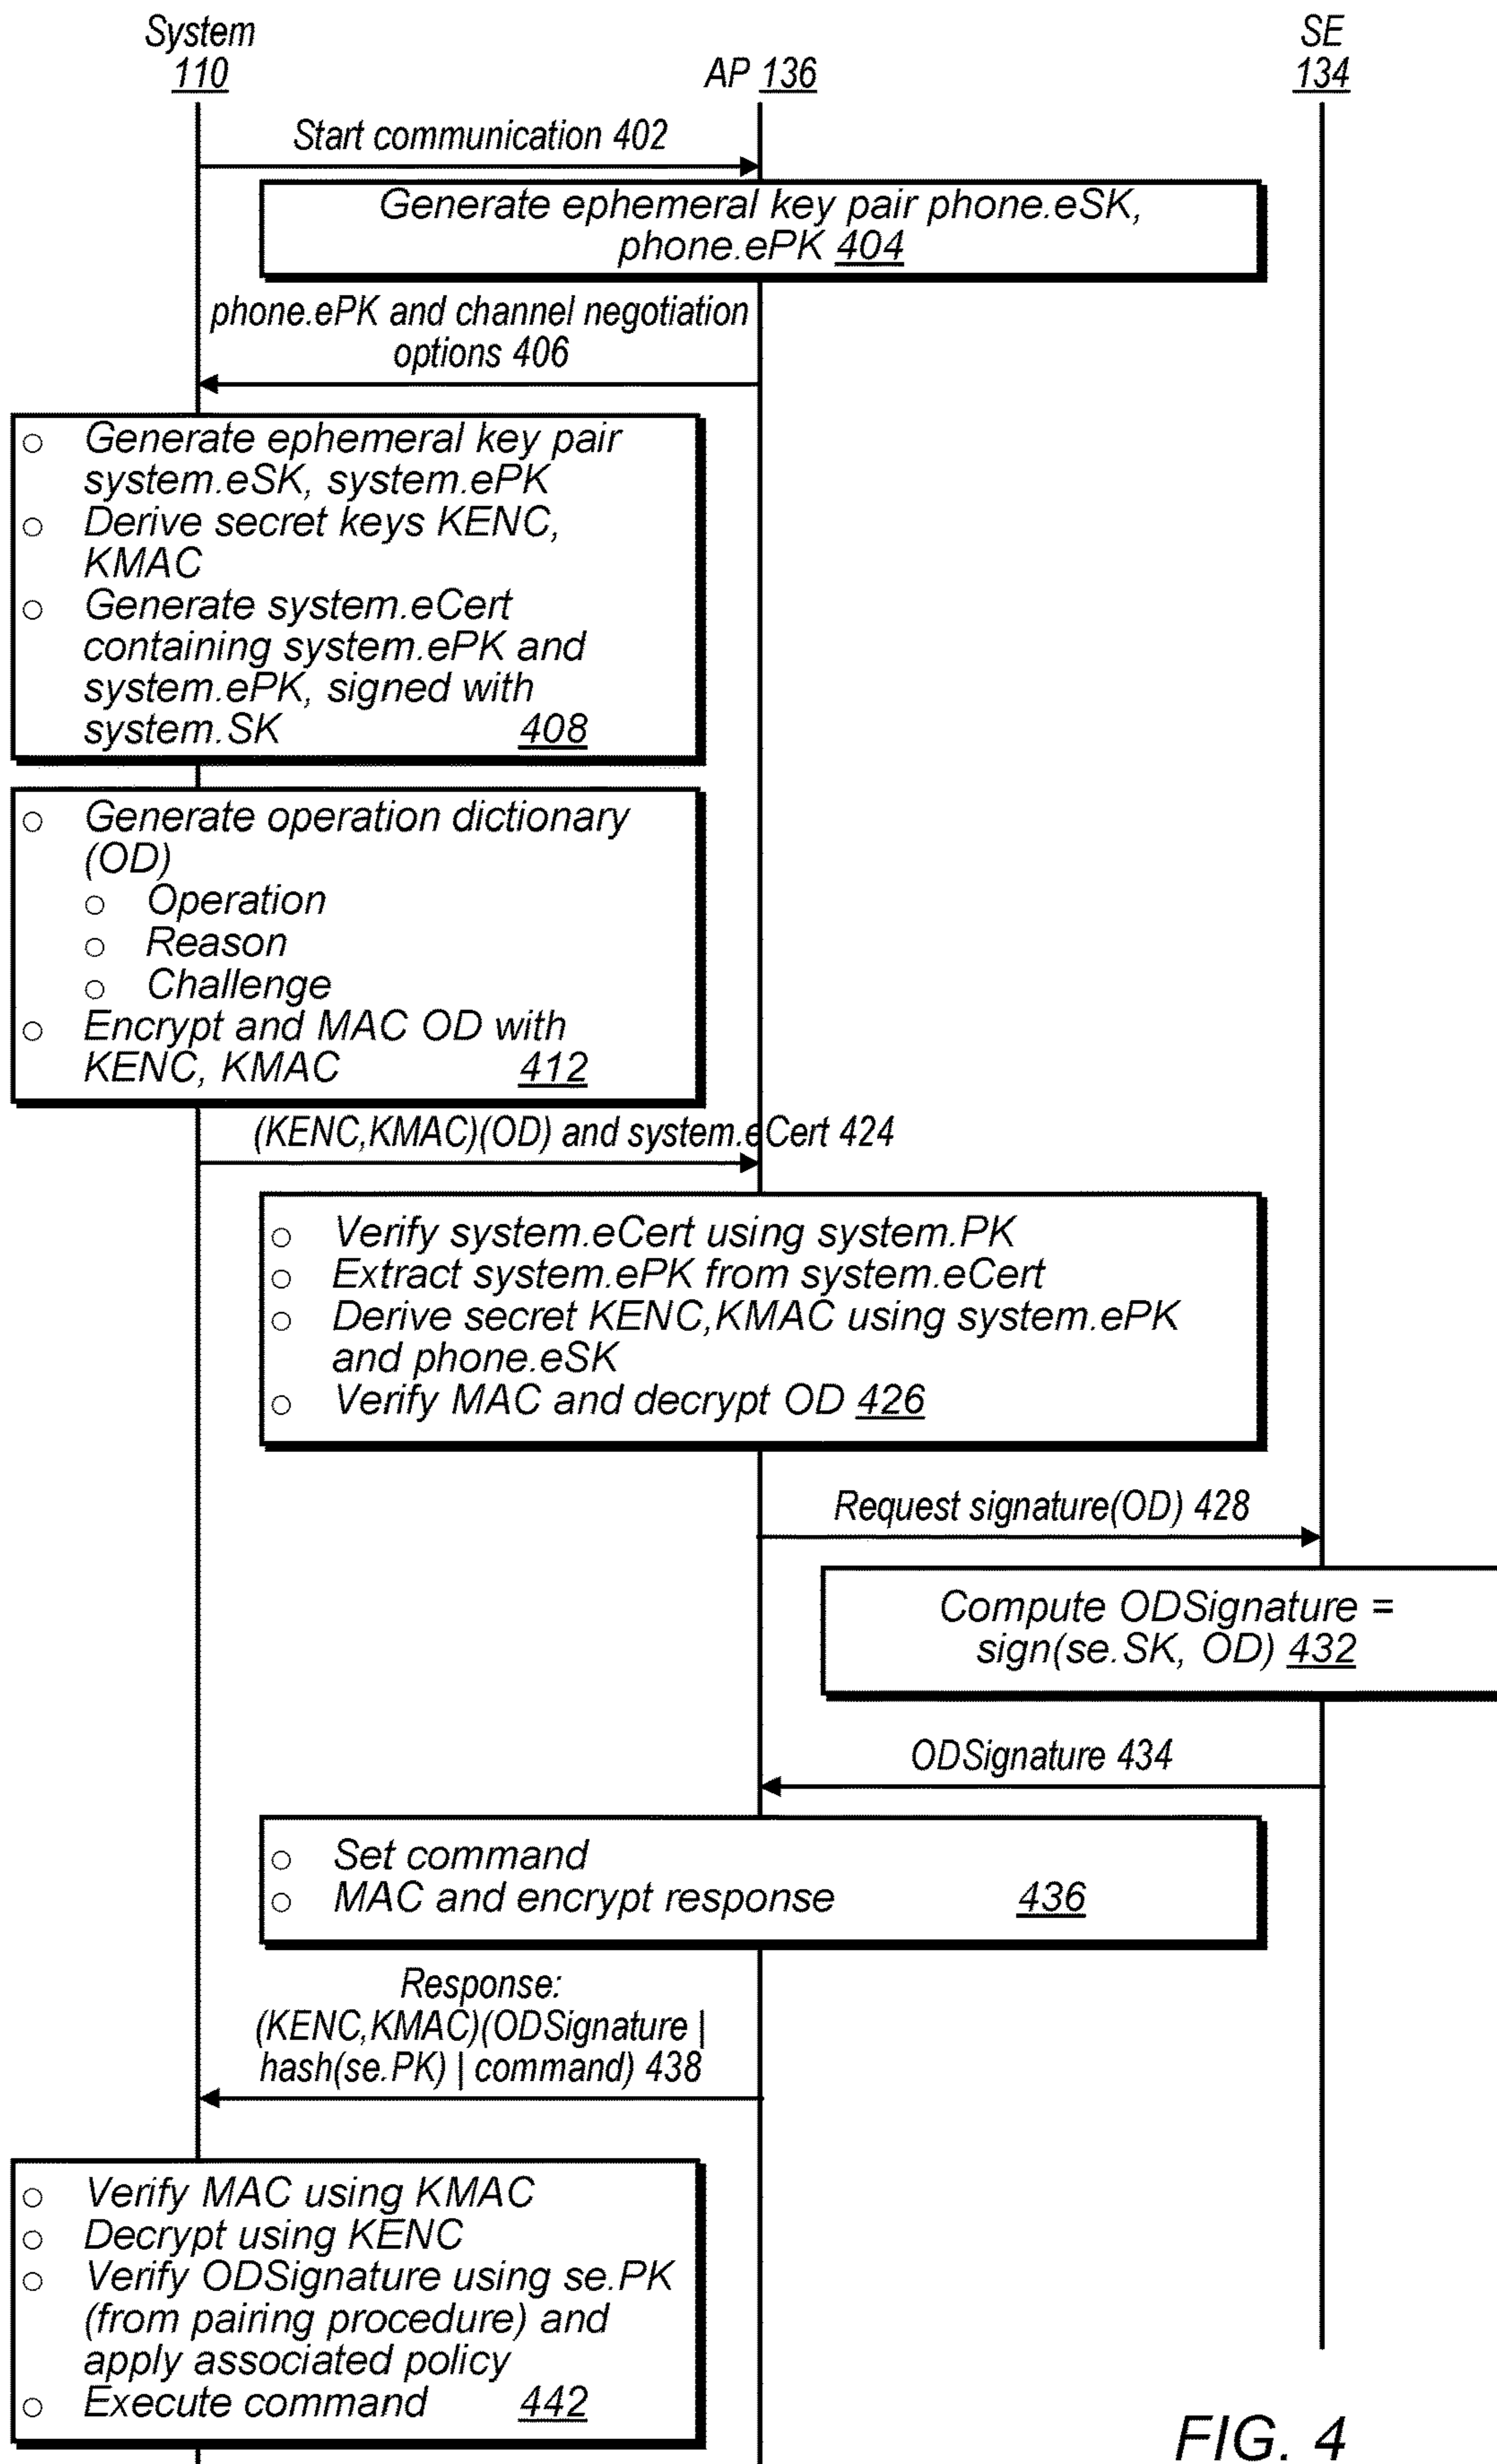 System
110
AP 136
SE
134
Start communication 402
Generate ephemeral key pair phone.eSK,
phone.ePK 404
phone.ePK and channel negotiation
options 406
○ Generate ephemeral key pair
system.eSK, system.ePK
○ Derive secret keys KENC,
KMAC
○ Generate system.eCert
containing system.ePK and
system.ePK, signed with
system.SK 408
○ Generate operation dictionary
(OD)
○ Operation
○ Reason
○ Challenge
○ Encrypt and MAC OD with
KENC, KMAC 412
(KENC,KMAC)(OD) and system.eCert 424
○ Verify system.eCert using system.PK
○ Extract system.ePK from system.eCert
○ Derive secret KENC,KMAC using system.ePK
and phone.eSK
○ Verify MAC and decrypt OD 426
Request signature(OD) 428
Compute ODSignature =
sign(se.SK, OD) 432
ODSignature 434
○ Set command
○ MAC and encrypt response 436
Response:
(KENC,KMAC)(ODSignature |
hash(se.PK) | command) 438
○ Verify MAC using KMAC
○ Decrypt using KENC
○ Verify ODSignature using se.PK
(from pairing procedure) and
apply associated policy
○ Execute command 442
FIG. 4